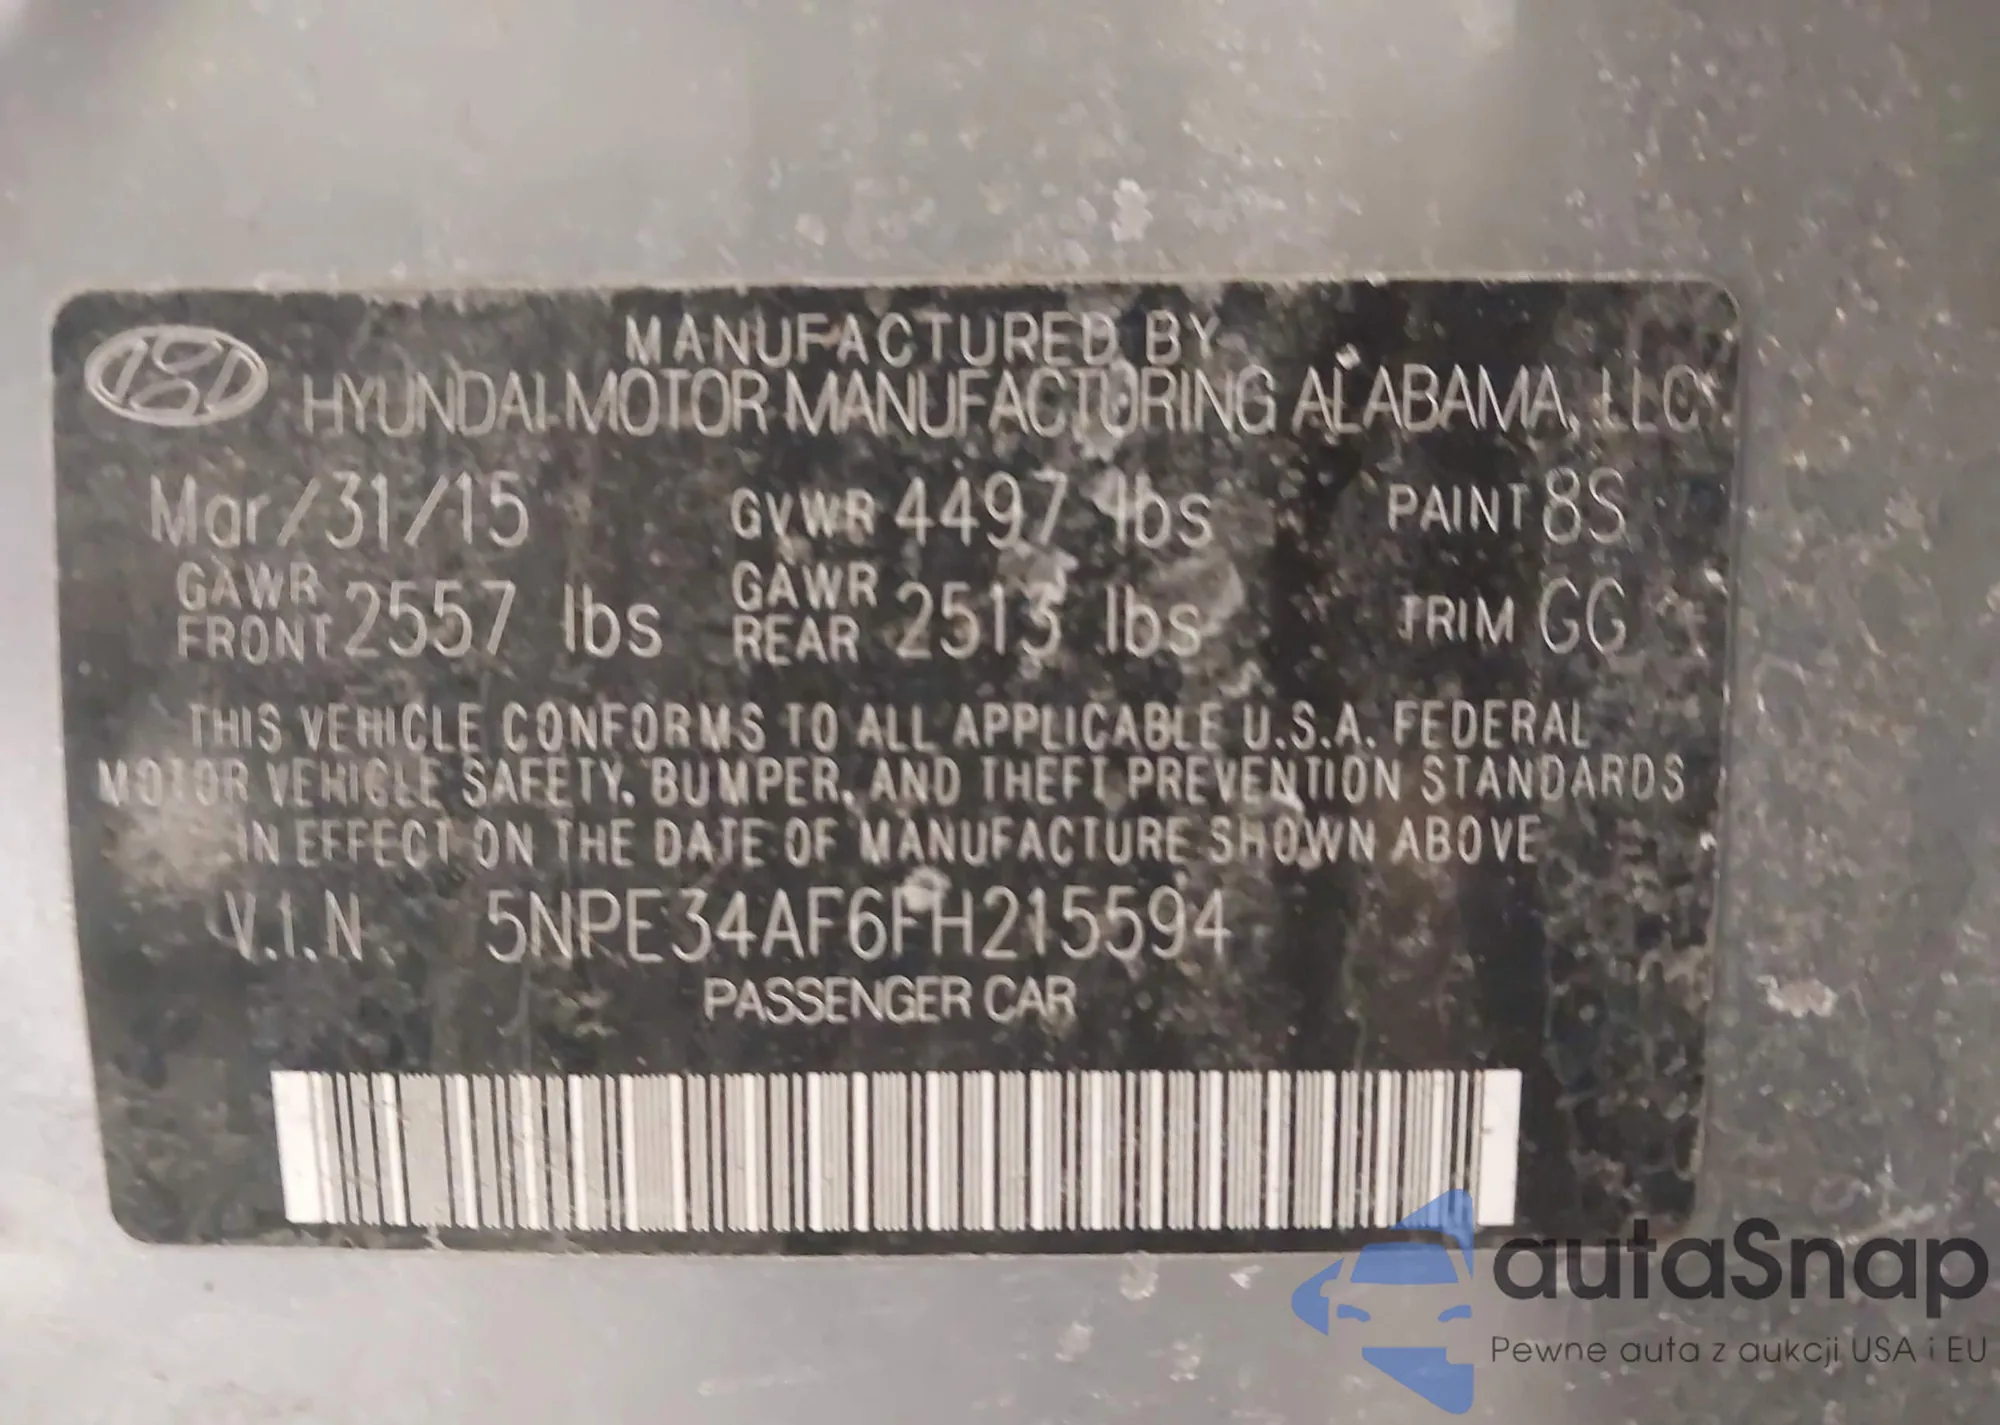 MANUFACTURED BY
HYUNDAI MOTOR MANUFACTURING ALABAMA, LLC
Mar/31/15 GVWR 4497 lbs PAINT 8S
GAWR FRONT 2557 lbs GAWR REAR 2513 lbs TRIM GG
THIS VEHICLE CONFORMS TO ALL APPLICABLE U.S.A. FEDERAL
MOTOR VEHICLE SAFETY, BUMPER, AND THEFT PREVENTION STANDARDS
IN EFFECT ON THE DATE OF MANUFACTURE SHOWN ABOVE
V.I.N. 5NPE34AF6FH215594
PASSENGER CAR
autaSnap
Pewne auta z aukcji USA i EU